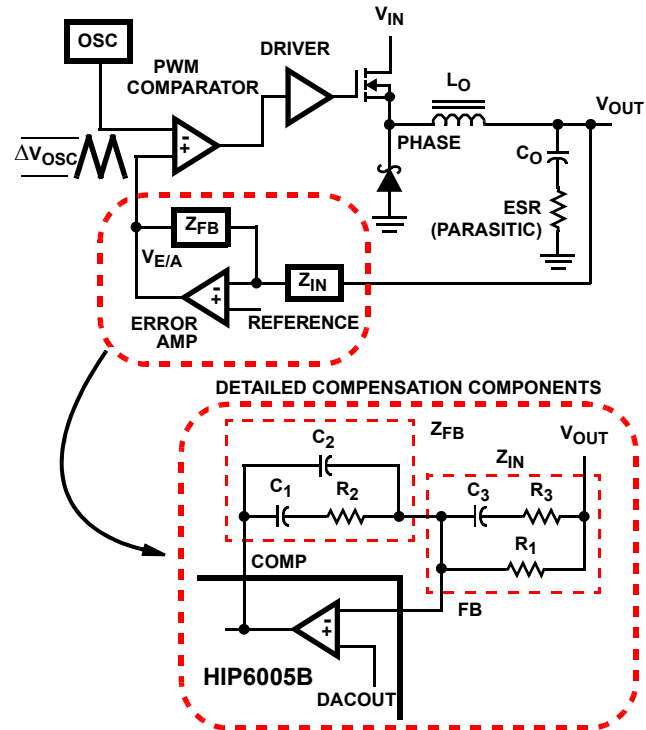 OSC
PWM
COMPARATOR
DRIVER
V_IN
L_O
V_OUT
PHASE
C_O
ESR
(PARASITIC)
ΔV_OSC
-
+
Z_FB
V_E/A
Z_IN
-
+
REFERENCE
ERROR
AMP
DETAILED COMPENSATION COMPONENTS
C_2
Z_FB
V_OUT
Z_IN
C_1
R_2
C_3
R_3
R_1
COMP
FB
-
+
HIP6005B
DACOUT